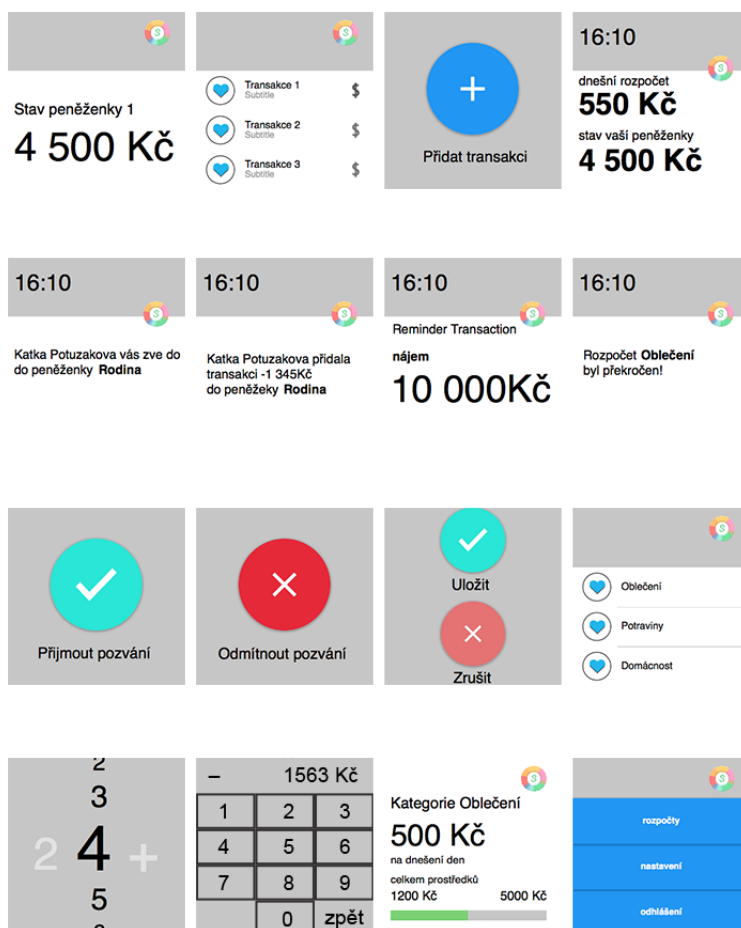 S
Stav peněženky 1
4 500 Kč
S
Transakce 1
Subtitle
$
Transakce 2
Subtitle
$
Transakce 3
Subtitle
$
+
Přidat transakci
16:10
S
dnešní rozpočet
550 Kč
stav vaší peněženky
4 500 Kč
16:10
S
Katka Potuzakova vás zve do
do peněženky Rodina
16:10
S
Katka Potuzakova přidala
transakci -1 345Kč
do peněžeky Rodina
16:10
S
Reminder Transaction
nájem
10 000Kč
16:10
S
Rozpočet Oblečení
byl překročen!
Přijmout pozvání
Odmítnout pozvání
Uložit
Zrušit
S
Oblečení
Potraviny
Domácnost
2
3
2 4 +
5
– 1563 Kč
1 2 3
4 5 6
7 8 9
0 zpět
S
Kategorie Oblečení
500 Kč
na dnešení den
celkem prostředků
1200 Kč 5000 Kč
S
rozpočty
nastavení
odhlášení